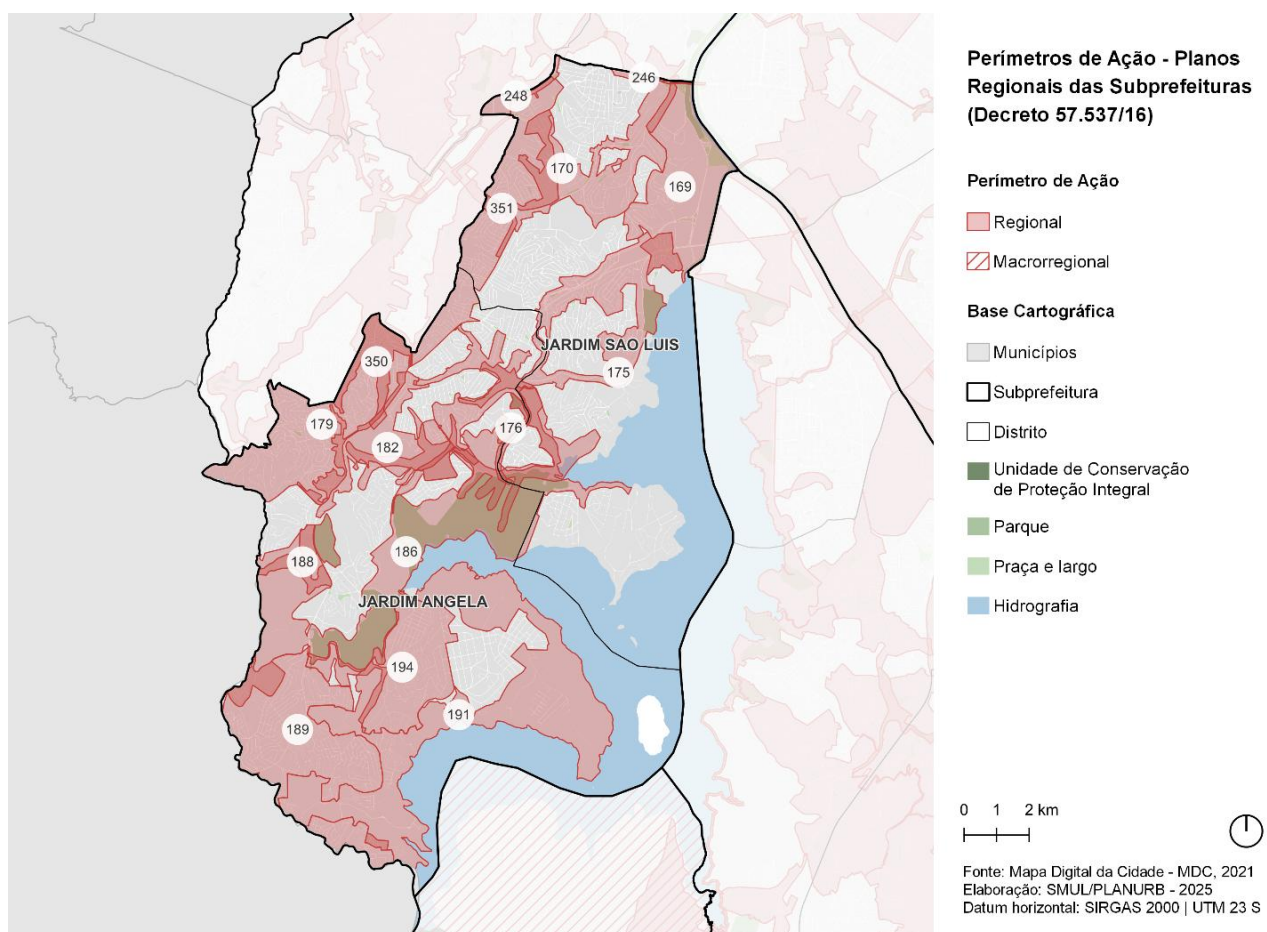 246
248
170
169
351
JARDIM SAO LUIS
350
175
179
176
182
186
188
JARDIM ANGELA
194
191
189
Perímetros de Ação - Planos
Regionais das Subprefeituras
(Decreto 57.537/16)
Perímetro de Ação
Regional
Macrorregional
Base Cartográfica
Municípios
Subprefeitura
Distrito
Unidade de Conservação
de Proteção Integral
Parque
Praça e largo
Hidrografia
0 1 2 km
Fonte: Mapa Digital da Cidade - MDC, 2021
Elaboração: SMUL/PLANURB - 2025
Datum horizontal: SIRGAS 2000 | UTM 23 S